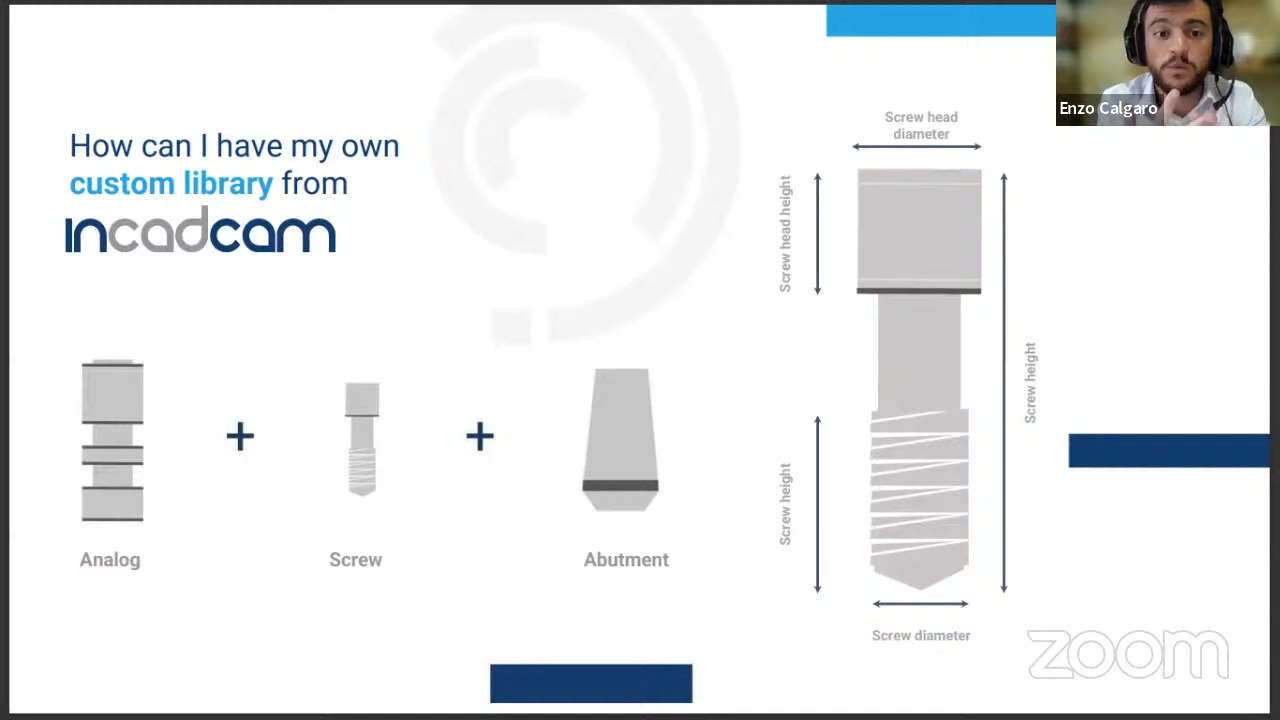 How can I have my own
custom library from
incadcam
Analog
+
Screw
+
Abutment
Screw head
diameter
Screw head height
Screw height
Screw height
Screw diameter
Enzo Calgaro
zoom